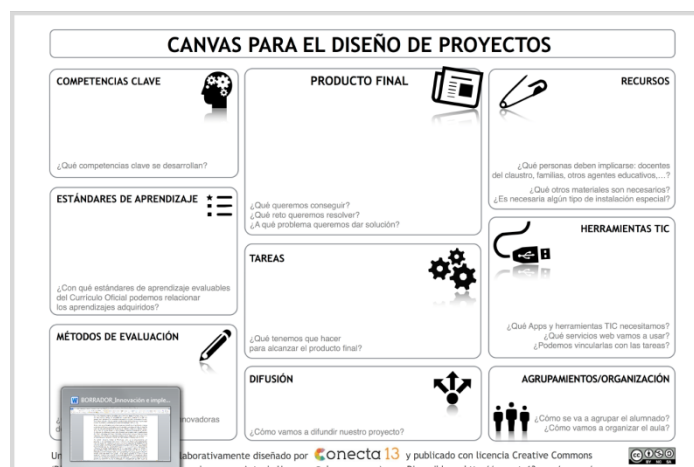 CANVAS PARA EL DISEÑO DE PROYECTOS
COMPETENCIAS CLAVE
¿Qué competencias clave se desarrollan?
ESTÁNDARES DE APRENDIZAJE
¿Con qué estándares de aprendizaje evaluables
del Currículo Oficial podemos relacionar
los aprendizajes adquiridos?
MÉTODOS DE EVALUACIÓN
innovadoras
PRODUCTO FINAL
¿Qué queremos conseguir?
¿Qué reto queremos resolver?
¿A qué problema queremos dar solución?
TAREAS
¿Qué tenemos que hacer
para alcanzar el producto final?
DIFUSIÓN
¿Cómo vamos a difundir nuestro proyecto?
RECURSOS
¿Qué personas deben implicarse: docentes
del claustro, familias, otros agentes educativos,...?
¿Qué otros materiales son necesarios?
¿Es necesaria algún tipo de instalación especial?
HERRAMIENTAS TIC
¿Qué Apps y herramientas TIC necesitamos?
¿Qué servicios web vamos a usar?
¿Podemos vincularlas con las tareas?
AGRUPAMIENTOS/ORGANIZACIÓN
¿Cómo se va a agrupar el alumnado?
¿Cómo vamos a organizar el aula?
BORRADOR_Innovación e imple...
diseñado por Conecta13 y publicado con licencia Creative Commons